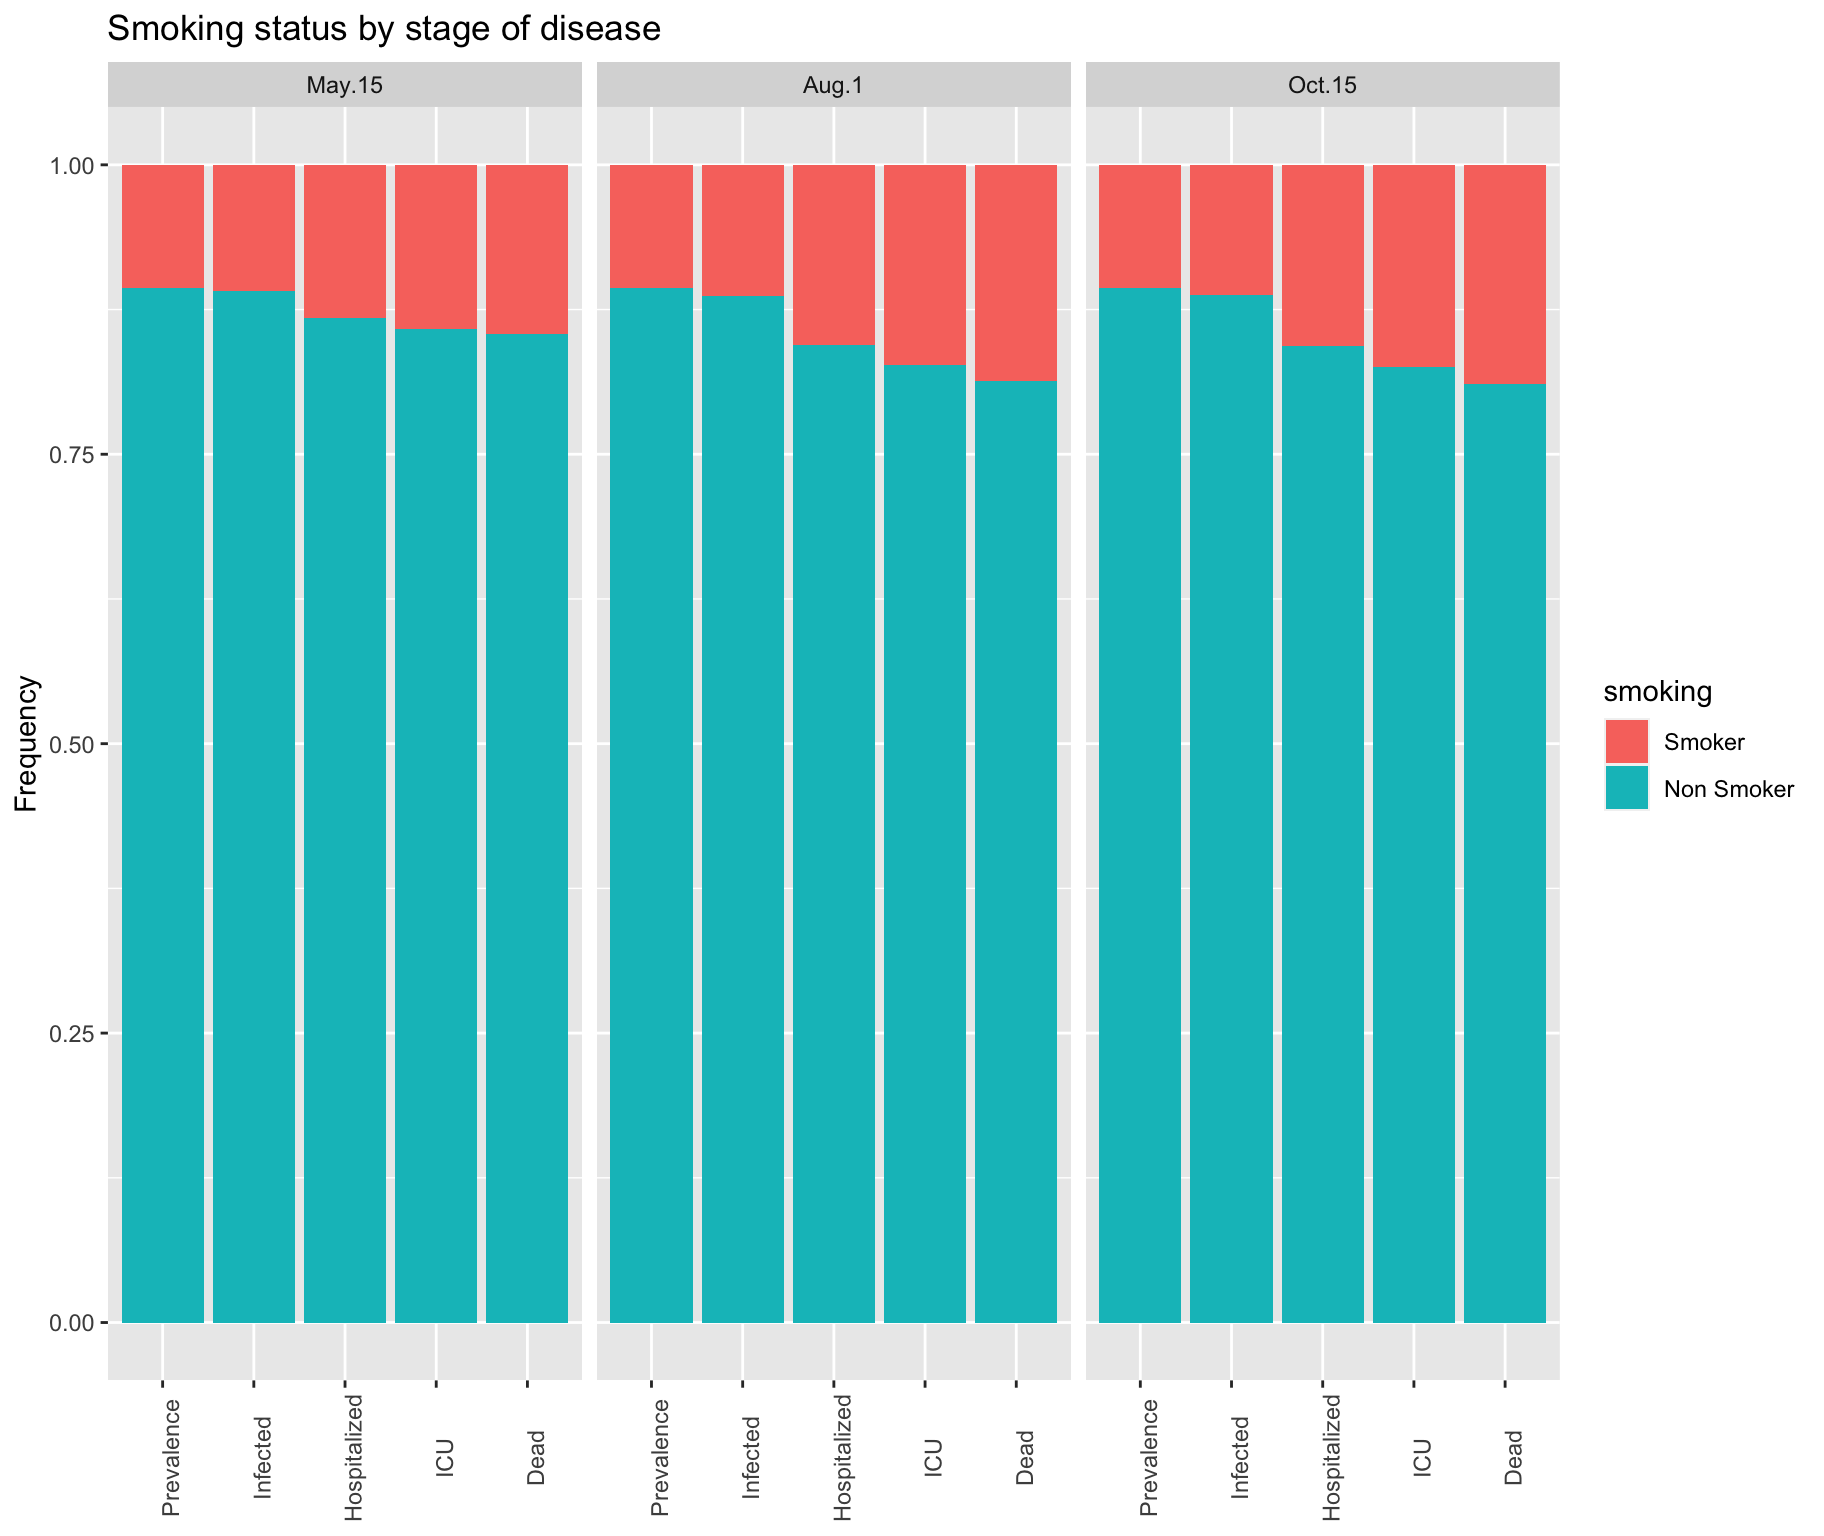 Smoking status by stage of disease
May.15
Aug.1
Oct.15
1.00
0.75
0.50
0.25
0.00
Frequency
Prevalence
Infected
Hospitalized
ICU
Dead
Prevalence
Infected
Hospitalized
ICU
Dead
Prevalence
Infected
Hospitalized
ICU
Dead
smoking
Smoker
Non Smoker